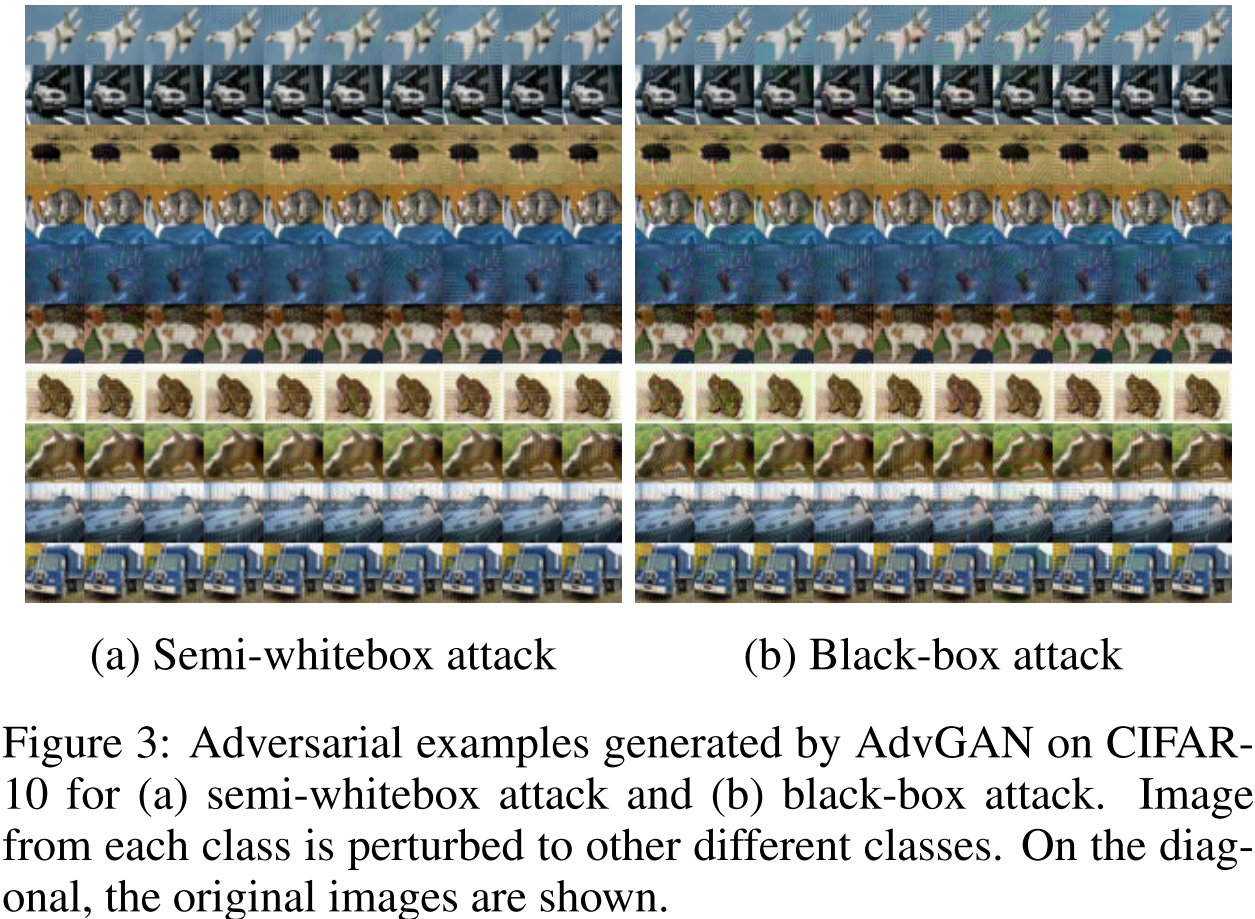 (a) Semi-whitebox attack
(b) Black-box attack
Figure 3: Adversarial examples generated by AdvGAN on CIFAR-
10 for (a) semi-whitebox attack and (b) black-box attack. Image
from each class is perturbed to other different classes. On the diag-
onal, the original images are shown.